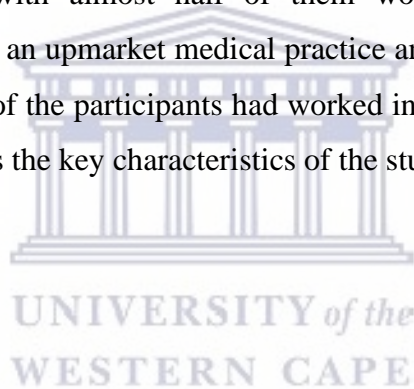 with almost half of them wo
an upmarket medical practice an
of the participants had worked in
s the key characteristics of the stu
UNIVERSITY of the
WESTERN CAPE